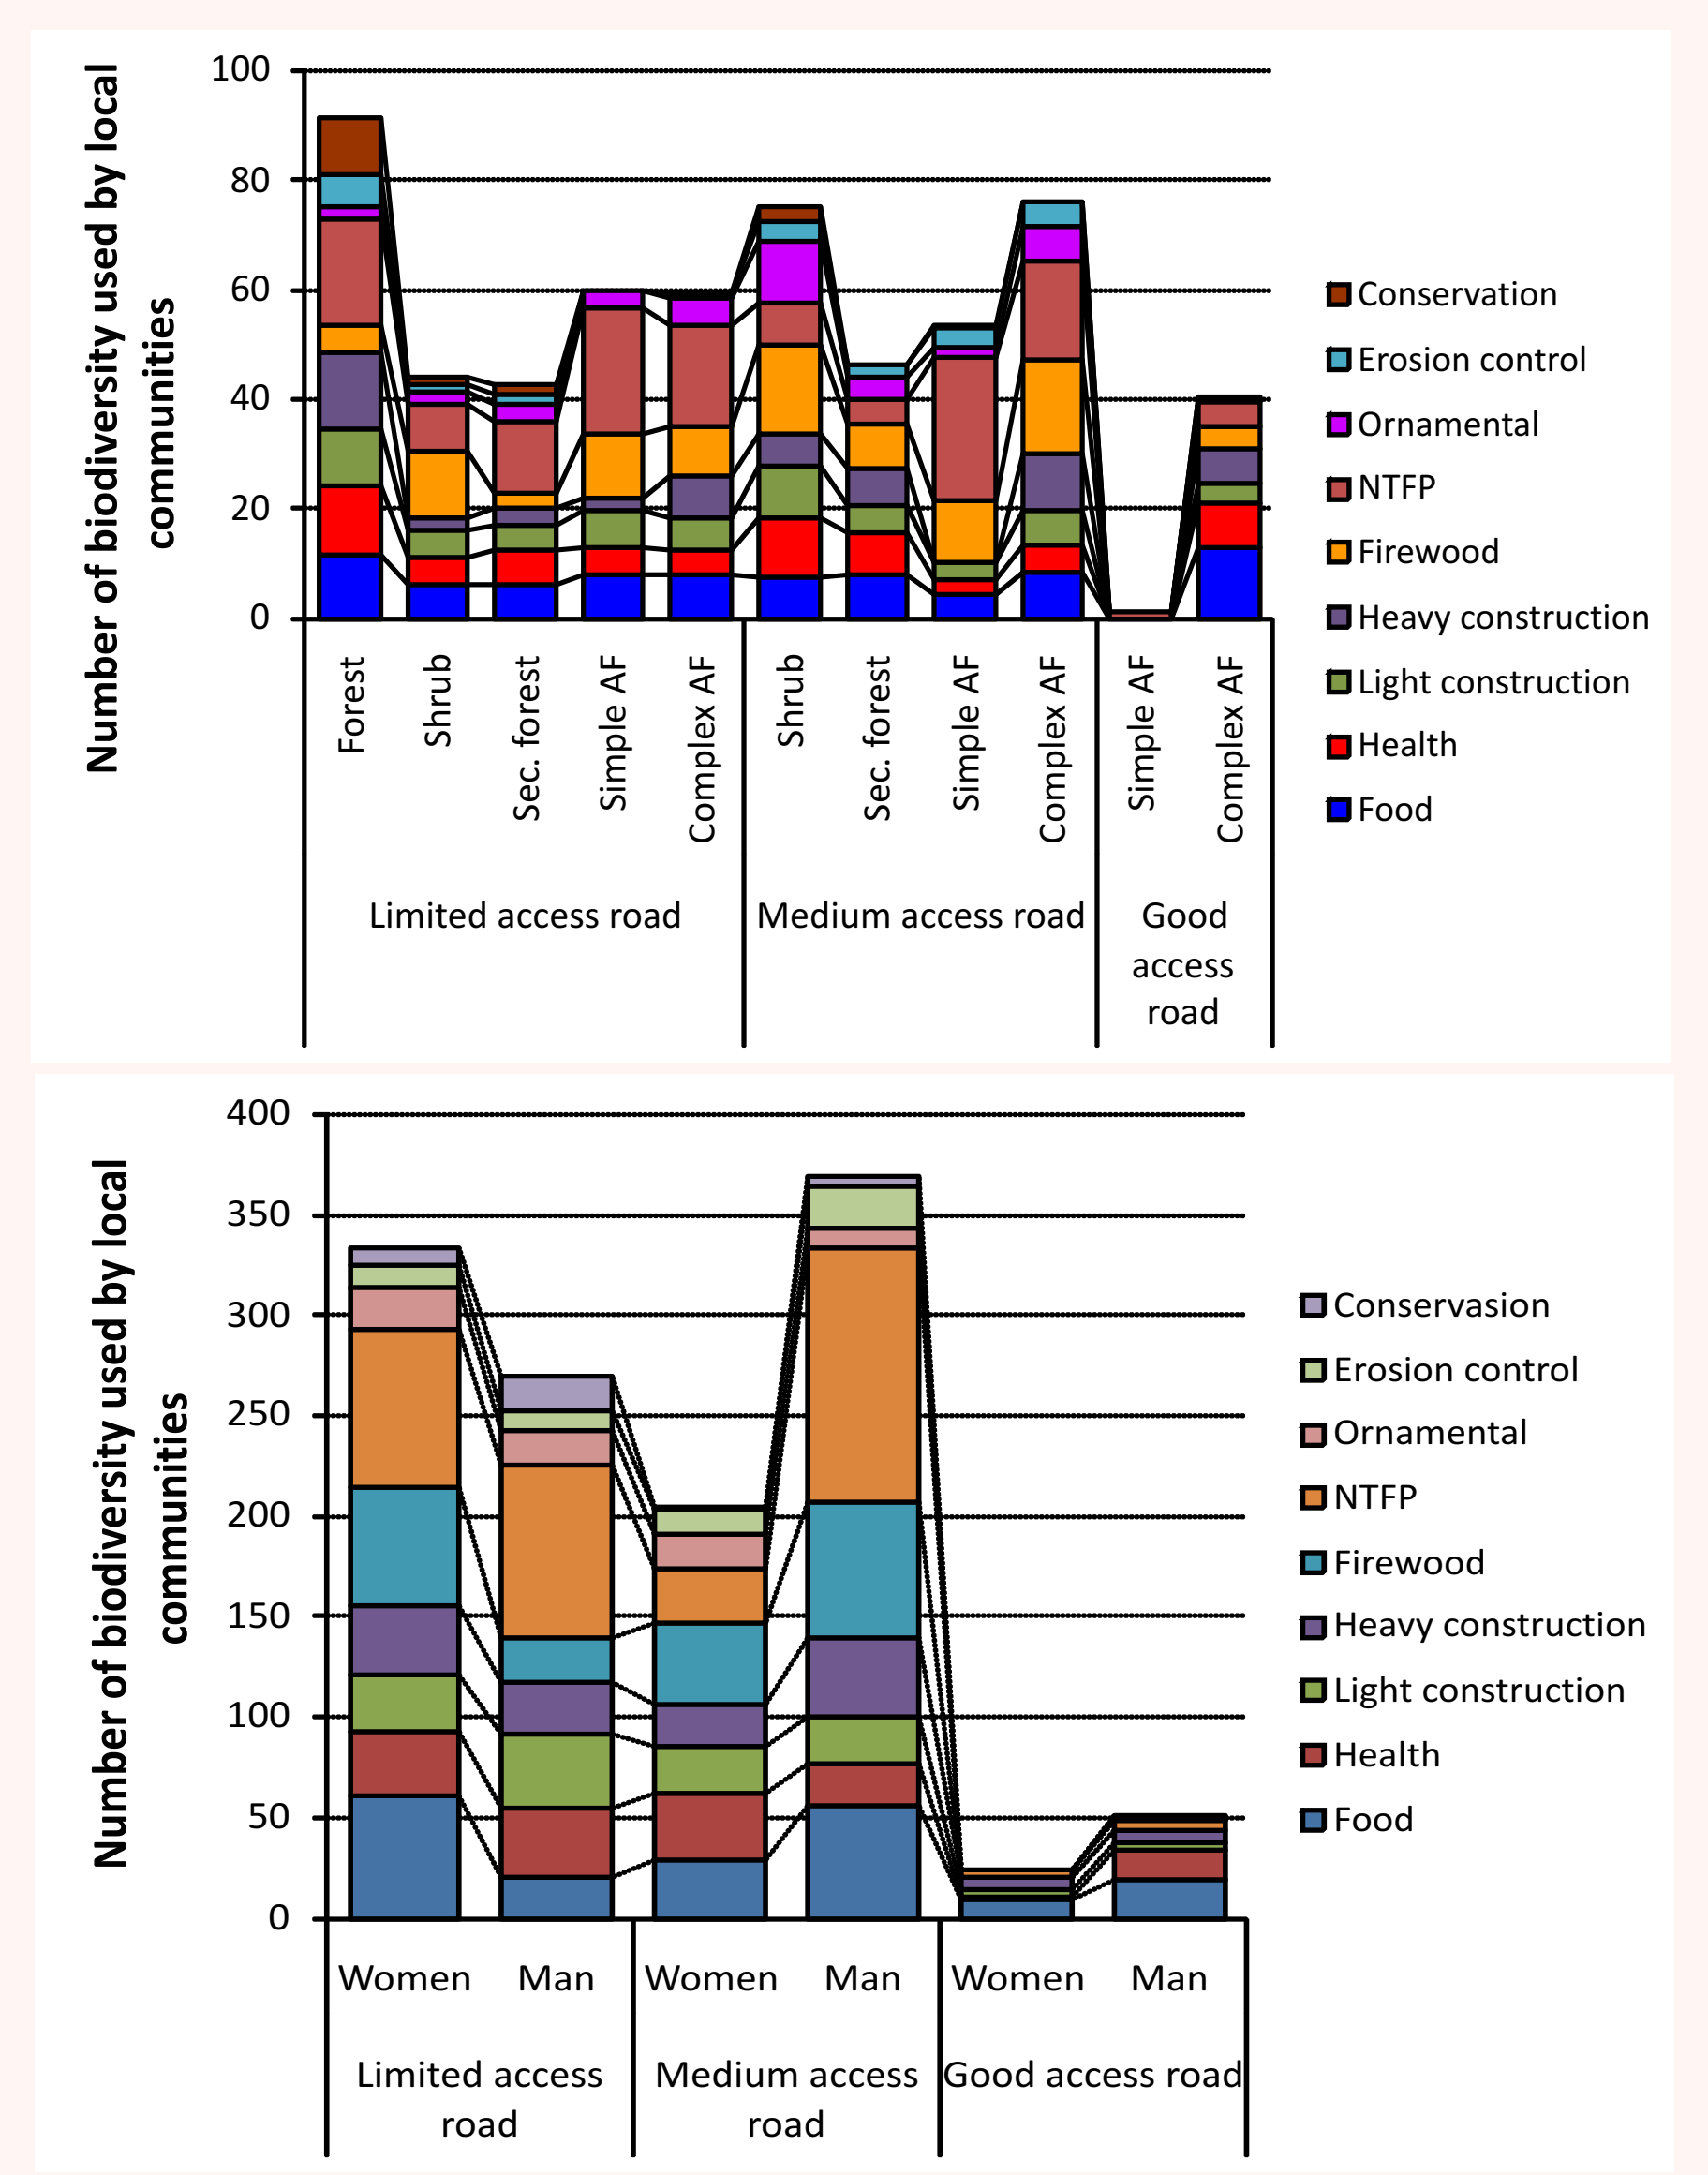 Number of biodiversity used by local
communities
100
80
60
40
20
0
Forest
Shrub
Sec. forest
Simple AF
Complex AF
Shrub
Sec. forest
Simple AF
Complex AF
Simple AF
Complex AF
Limited access road
Medium access road
Good
access
road
Conservation
Erosion control
Ornamental
NTFP
Firewood
Heavy construction
Light construction
Health
Food
Number of biodiversity used by local
communities
400
350
300
250
200
150
100
50
0
Women
Man
Women
Man
Women
Man
Limited access
road
Medium access
road
Good access road
Conservasion
Erosion control
Ornamental
NTFP
Firewood
Heavy construction
Light construction
Health
Food